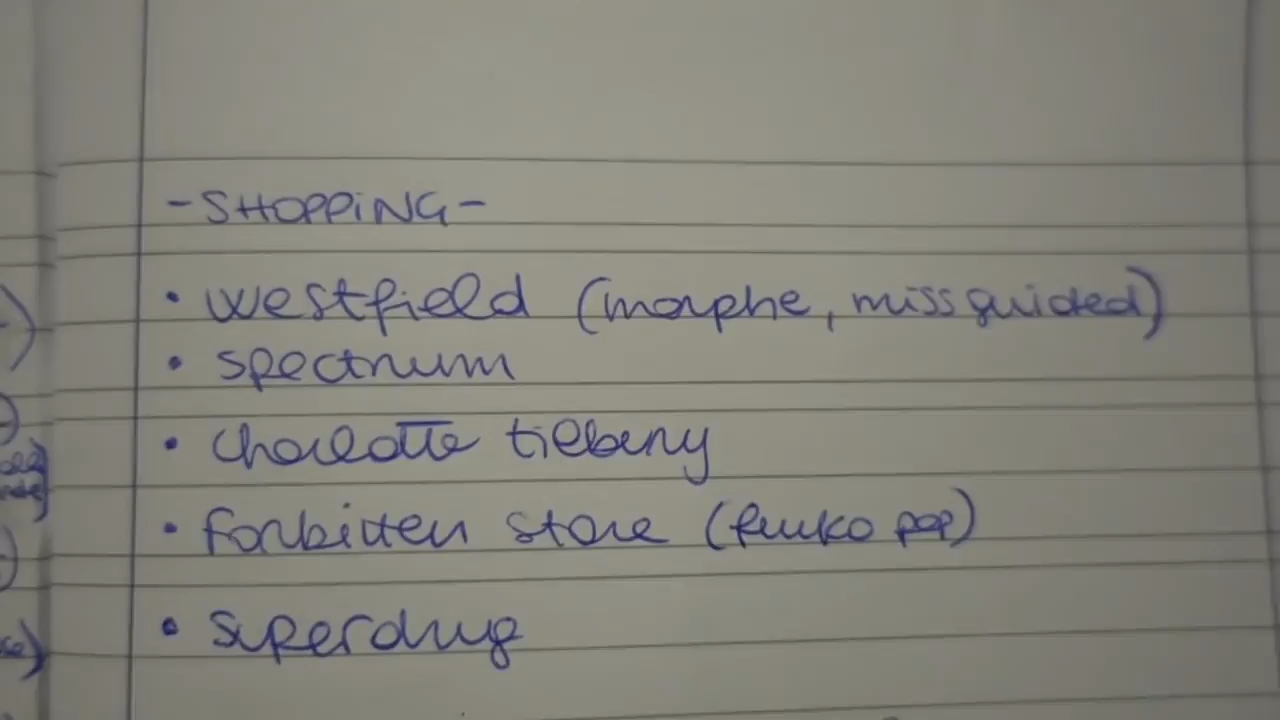 -SHOPPiNG-
• westfield (morphe, missguided)
• spectrum
• charlotte tilbury
• forbitten store (funko pop)
• superdrug